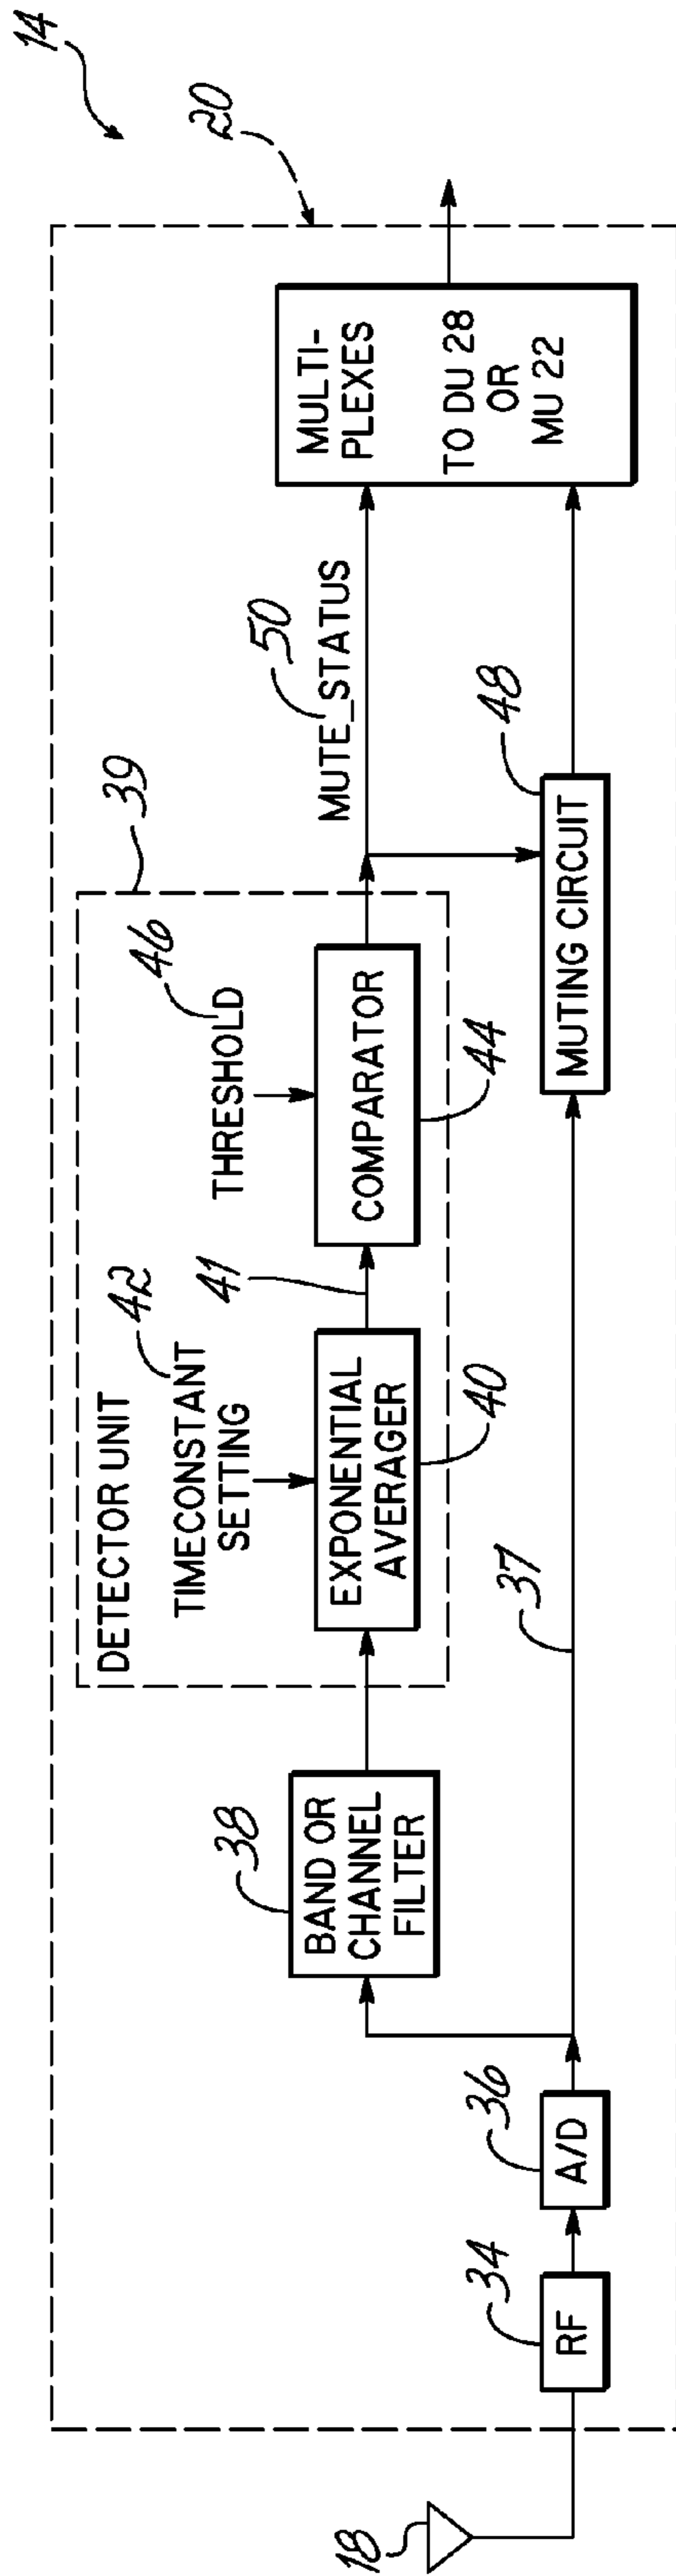 14
20
39
DETECTOR UNIT
42
TIMECONSTANT
SETTING
46
THRESHOLD
41
50
MUTE_STATUS
38
BAND OR
CHANNEL
FILTER
EXPONENTIAL
AVERAGER
40
COMPARATOR
44
MULTI-
PLEXES
TO DU 28
OR
MU 22
18
34
RF
36
A/D
37
48
MUTING CIRCUIT